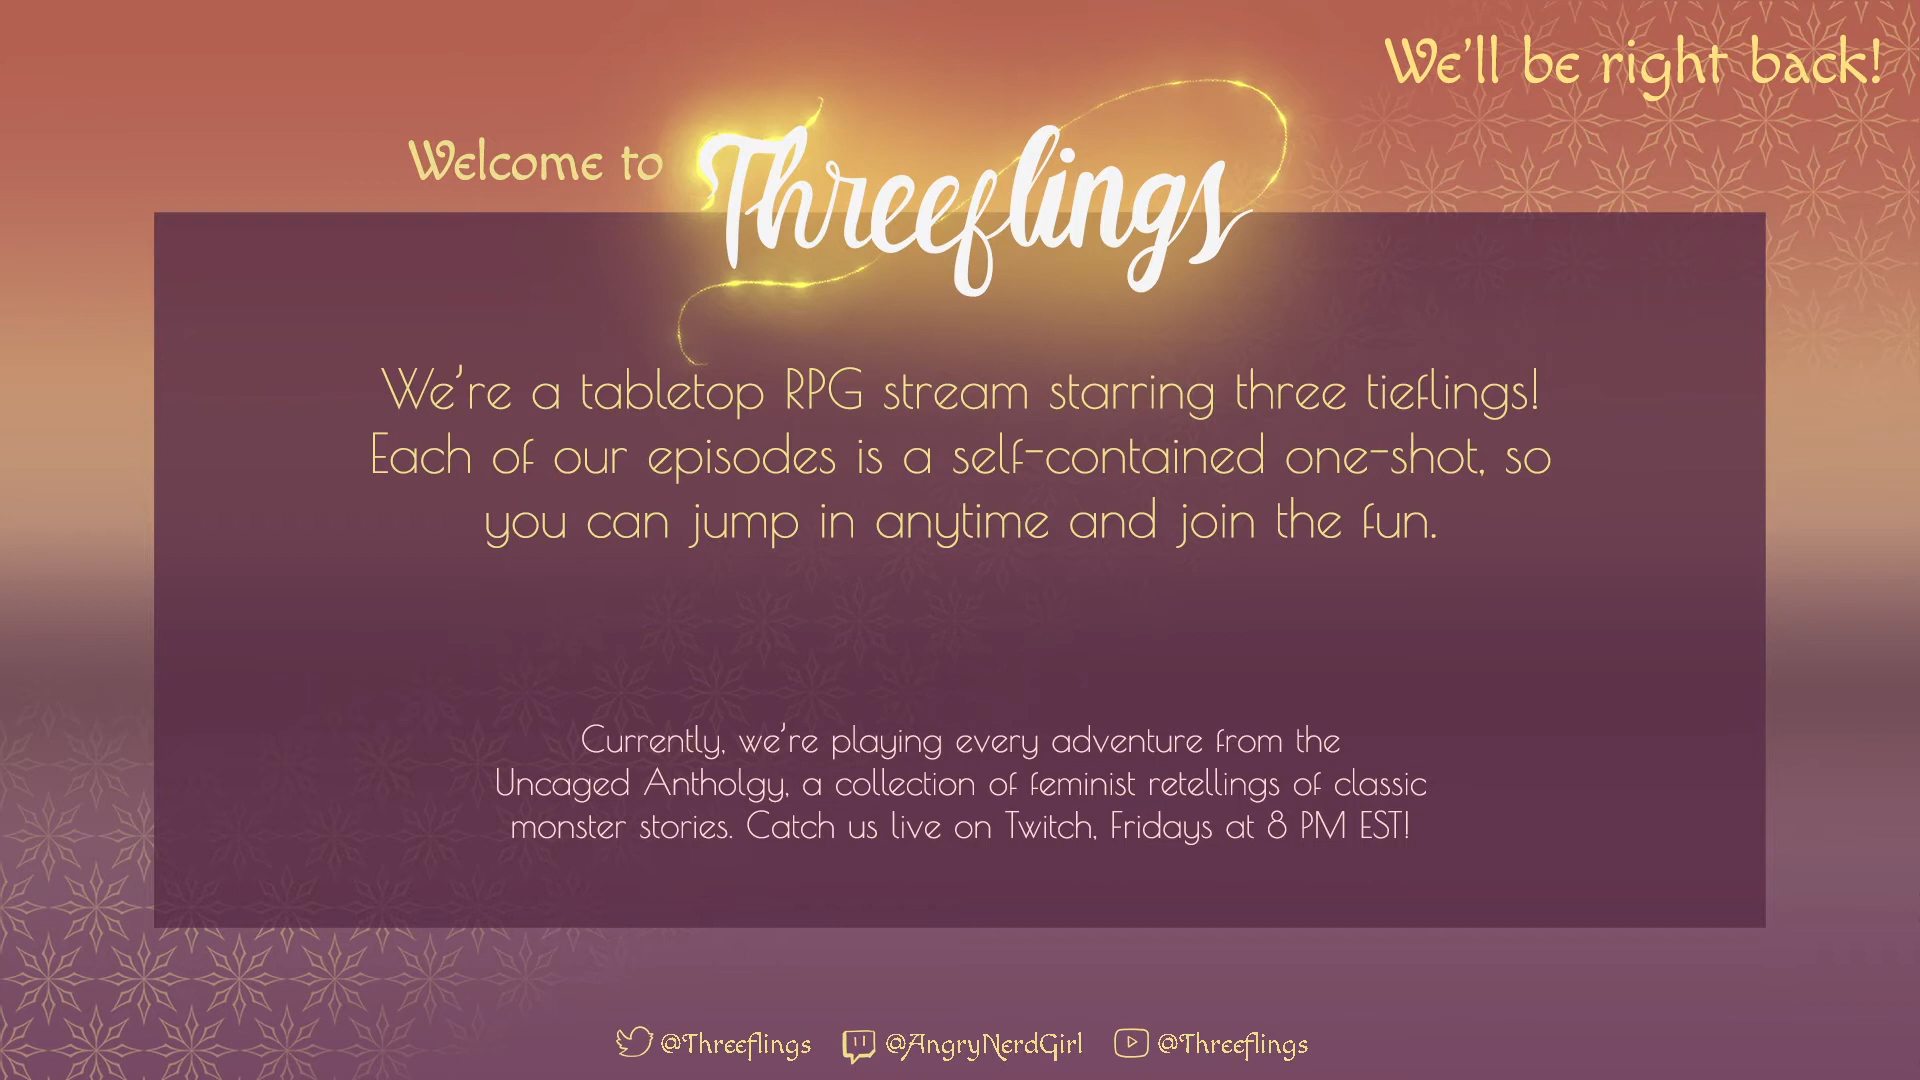 We'll be right back!
Welcome to Threeflings
We're a tabletop RPG stream starring three tieflings!
Each of our episodes is a self-contained one-shot, so
you can jump in anytime and join the fun.
Currently, we're playing every adventure from the
Uncaged Antholgy, a collection of feminist retellings of classic
monster stories. Catch us live on Twitch, Fridays at 8 PM EST!
@Threeflings @AngryNerdGirl @Threeflings